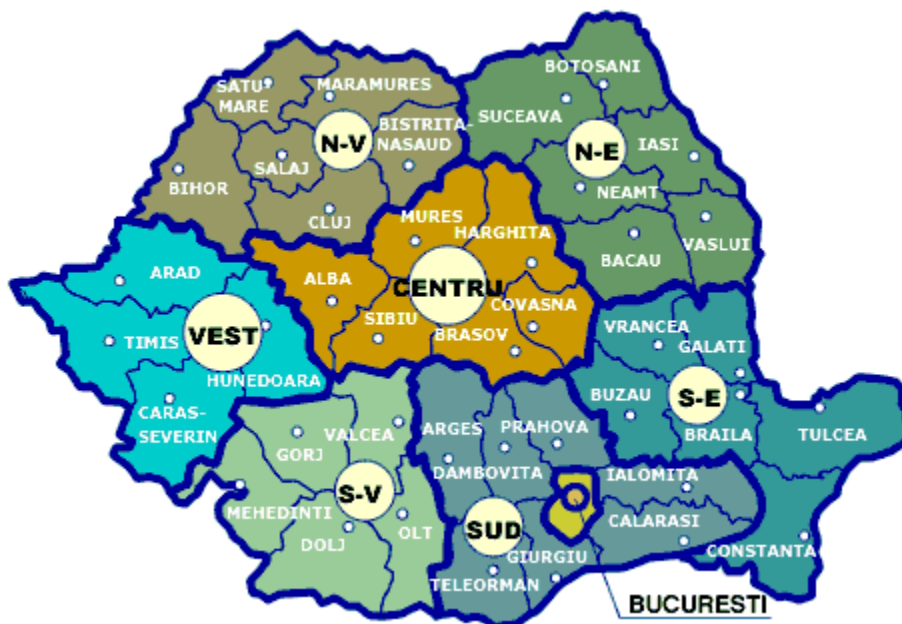 BOTOSANI
SATU-
MARE
MARAMURES
SUCEAVA
BISTRITA-
NASAUD
N-V
N-E
IASI
SALAJ
BIHOR
NEAMT
CLUJ
MURES
HARGHITA
VASLUI
BACAU
ARAD
ALBA
CENTRU
COVASNA
SIBIU
BRASOV
VRANCEA
GALATI
TIMIS
VEST
HUNEDOARA
BUZAU
S-E
CARAS-
SEVERIN
VALCEA
ARGES
PRAHOVA
BRAILA
TULCEA
GORJ
DAMBOVITA
IALOMITA
S-V
MEHEDINTI
DOLJ
OLT
SUD
CALARASI
GIURGIU
CONSTANTA
TELEORMAN
BUCURESTI